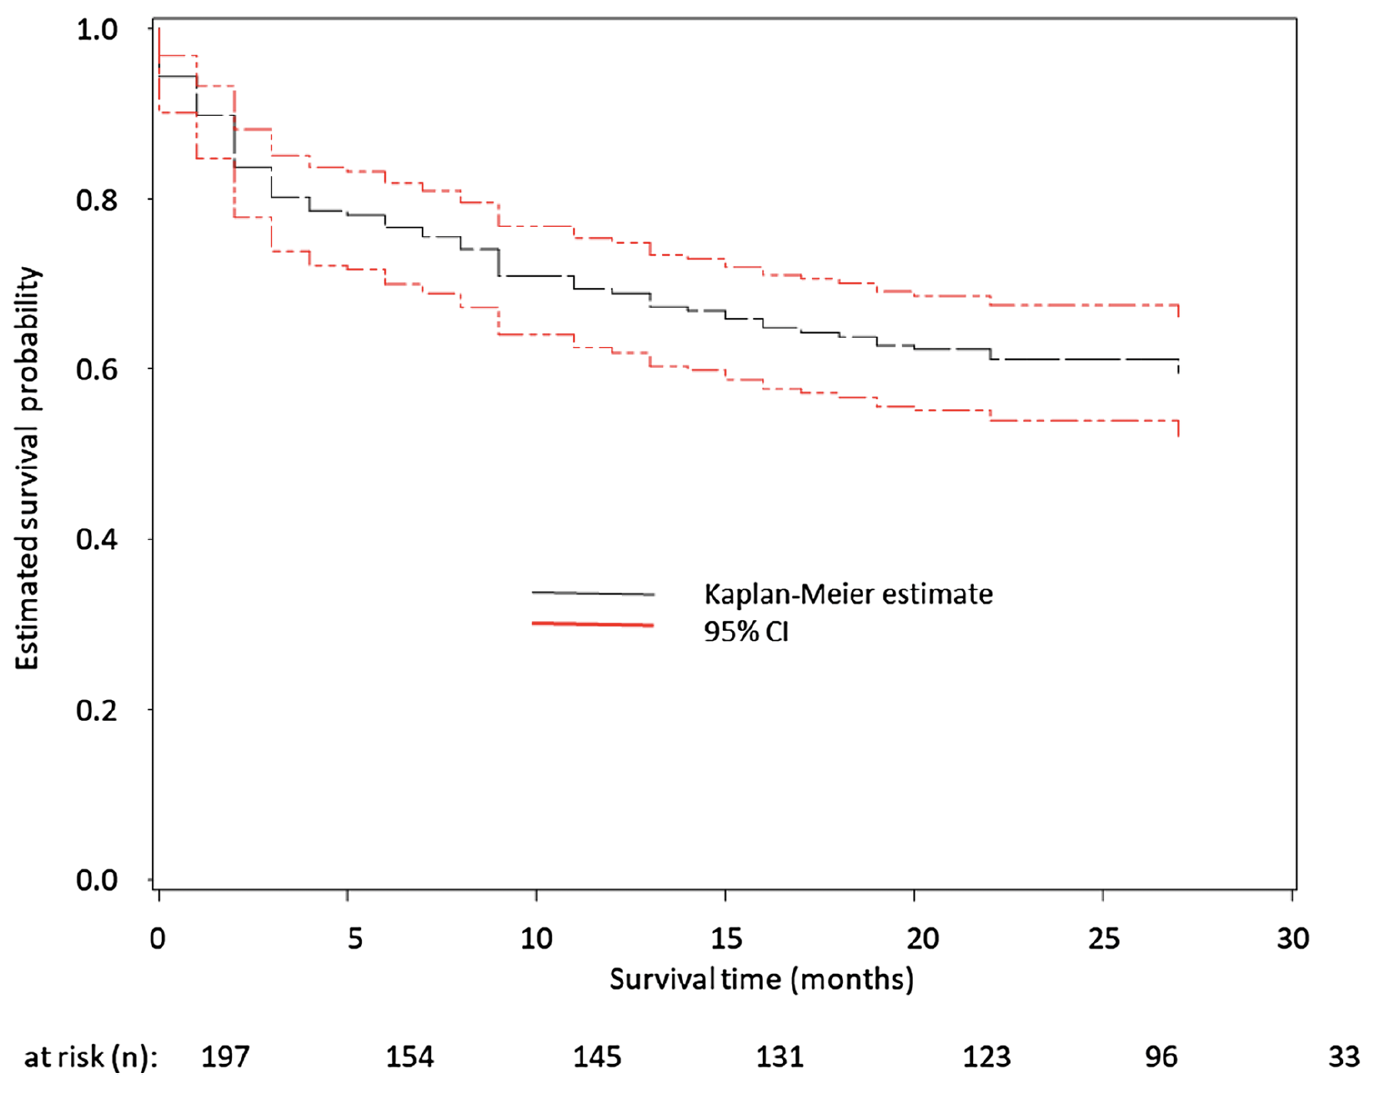 1.0
0.8
0.6
0.4
0.2
0.0
Estimated survival probability
Kaplan-Meier estimate
95% CI
0 5 10 15 20 25 30
Survival time (months)
at risk (n): 197 154 145 131 123 96 33